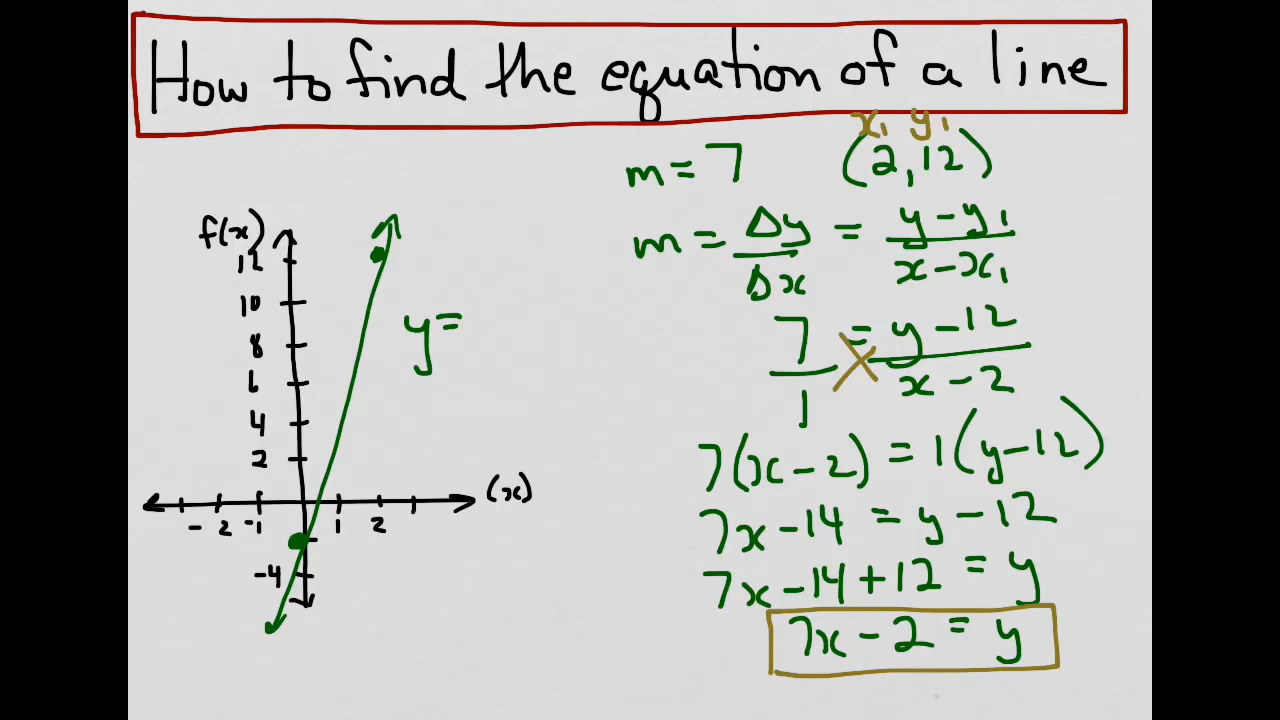 How to find the equation of a line
m = 7
x₁ y₁
(2, 12)
m = Δy/Δx = y - y₁/x - x₁
7/1 = y - 12/x - 2
7(x - 2) = 1(y - 12)
7x - 14 = y - 12
7x - 14 + 12 = y
7x - 2 = y
f(x)
12
10
8
6
4
2
-4
- 2 -1 1 2
(x)
y =